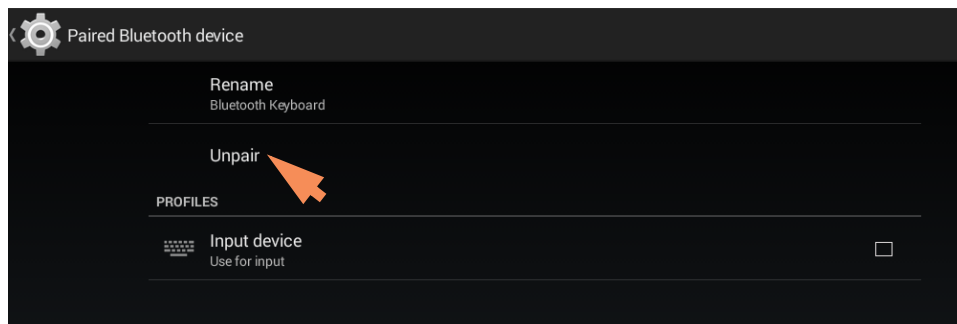 Paired Bluetooth device
Rename
Bluetooth Keyboard
Unpair
PROFILES
Input device
Use for input